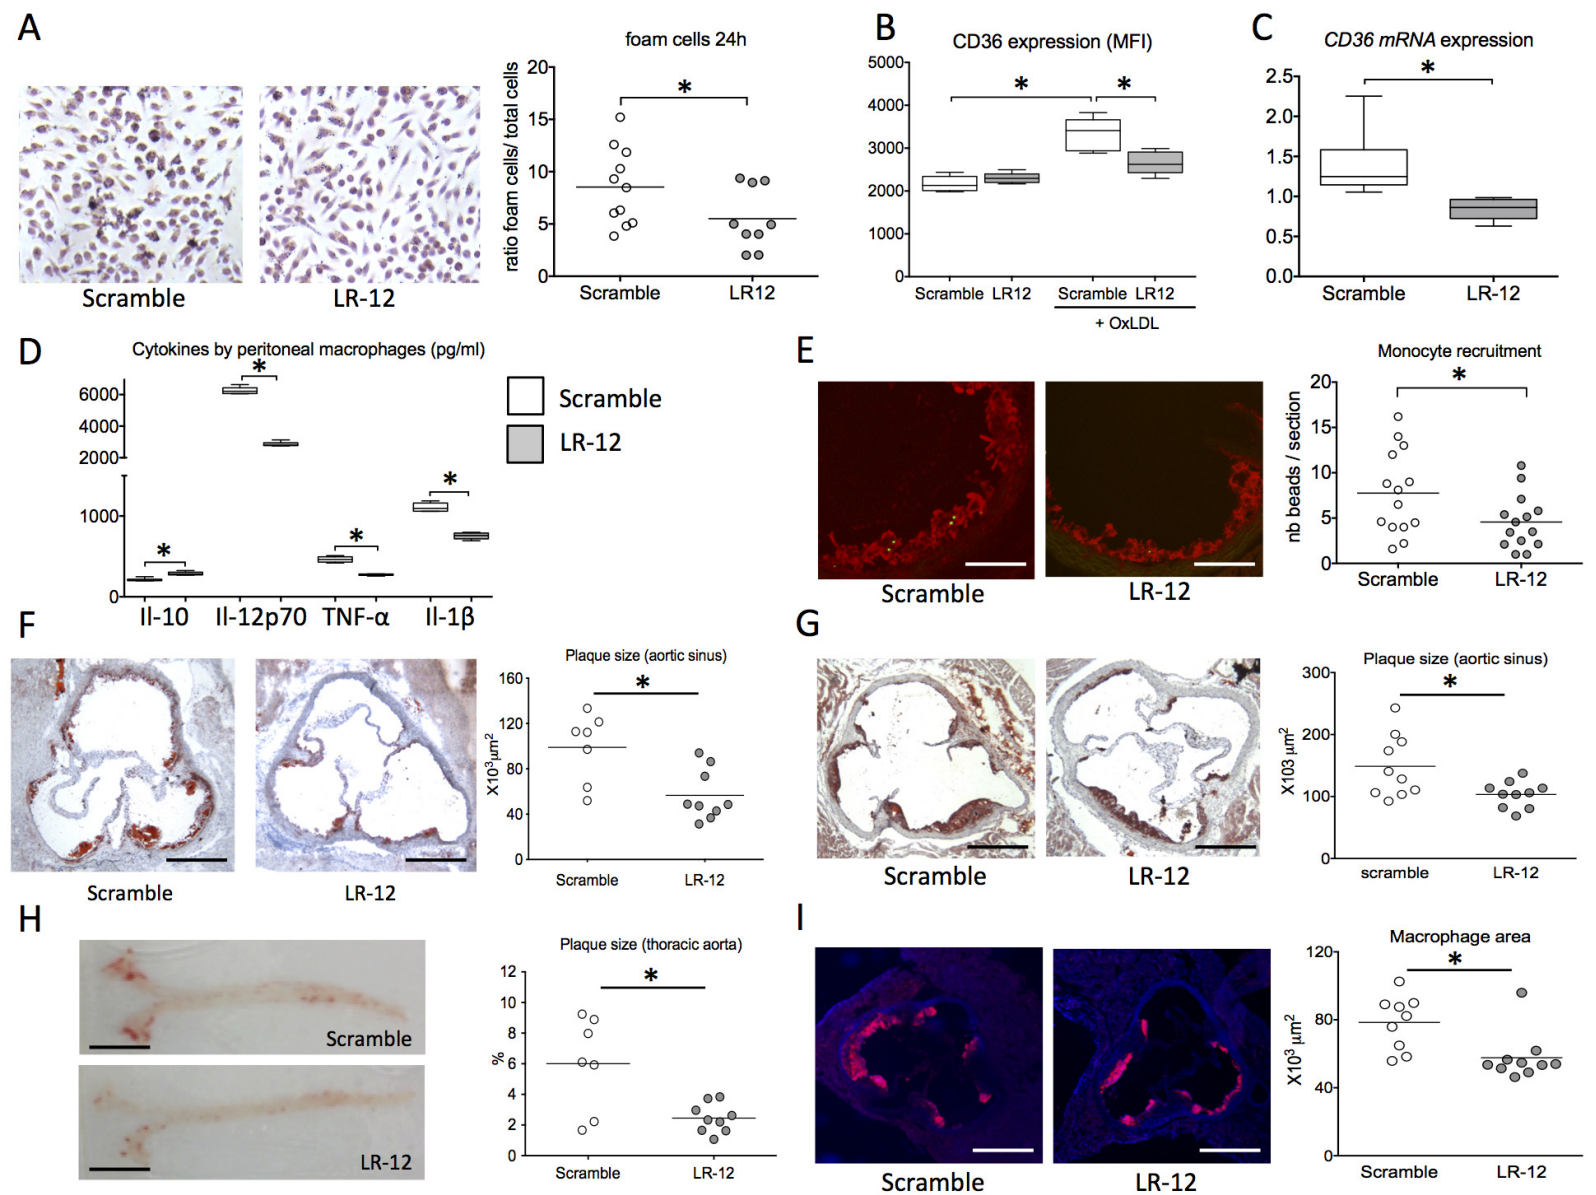 A
Scramble
LR-12
foam cells 24h
ratio foam cells/ total cells
20
15
10
5
0
*
Scramble
LR12
B
CD36 expression (MFI)
5000
4000
3000
2000
1000
0
*
*
Scramble LR12
Scramble LR12
+ OxLDL
C
CD36 mRNA expression
2.5
2.0
1.5
1.0
0.5
0.0
*
Scramble
LR-12
D
Cytokines by peritoneal macrophages (pg/ml)
6000
4000
2000
1000
0
*
*
*
*
Il-10
Il-12p70
TNF-α
Il-1β
Scramble
LR-12
E
Scramble
LR-12
Monocyte recruitment
nb beads / section
20
15
10
5
0
*
Scramble
LR-12
F
Scramble
LR-12
Plaque size (aortic sinus)
X10³µm²
160
120
80
40
0
*
Scramble
LR-12
G
Scramble
LR-12
Plaque size (aortic sinus)
X103 µm²
300
200
100
0
*
scramble
LR-12
H
Scramble
LR-12
Plaque size (thoracic aorta)
%
12
10
8
6
4
2
0
*
Scramble
LR-12
I
Scramble
LR-12
Macrophage area
X10³ µm²
120
80
40
0
*
Scramble
LR-12